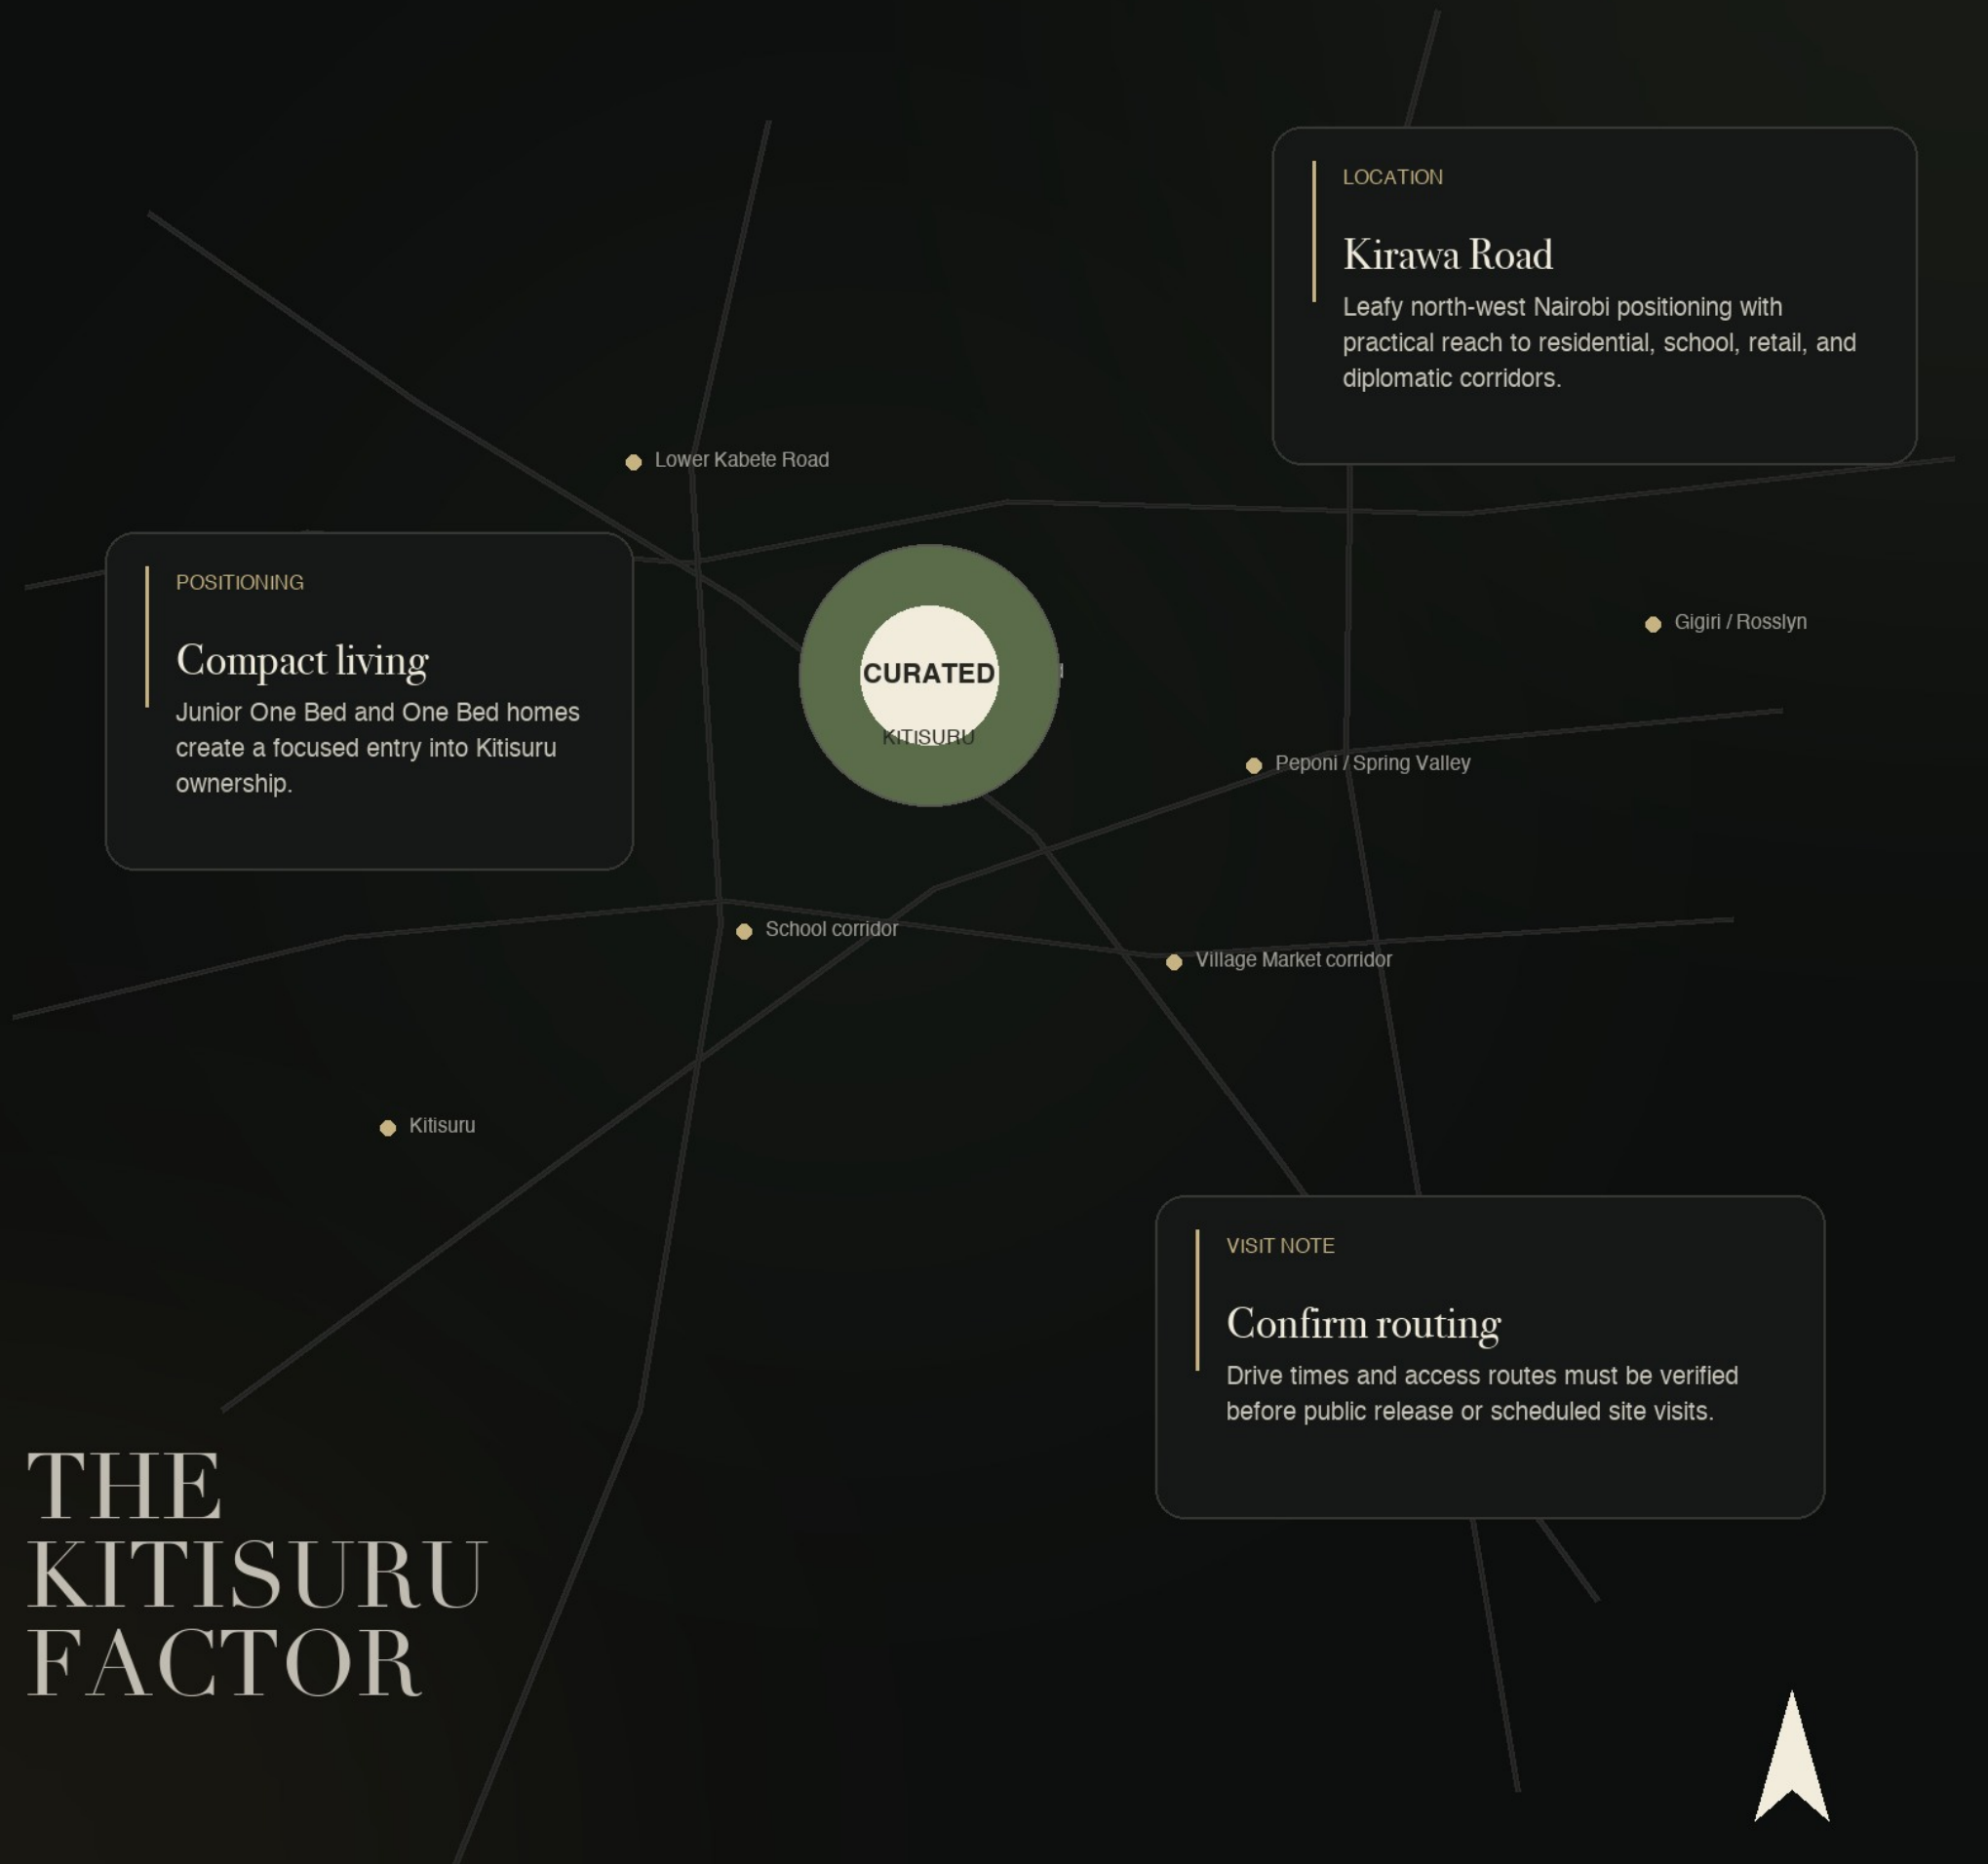 LOCATION
Kirawa Road
Leafy north-west Nairobi positioning with
practical reach to residential, school, retail, and
diplomatic corridors.
Lower Kabete Road
POSITIONING
Compact living
Junior One Bed and One Bed homes
create a focused entry into Kitisuru
ownership.
CURATED
KITISURU
Gigiri / Rosslyn
Peponi / Spring Valley
School corridor
Village Market corridor
Kitisuru
VISIT NOTE
Confirm routing
Drive times and access routes must be verified
before public release or scheduled site visits.
THE
KITISURU
FACTOR